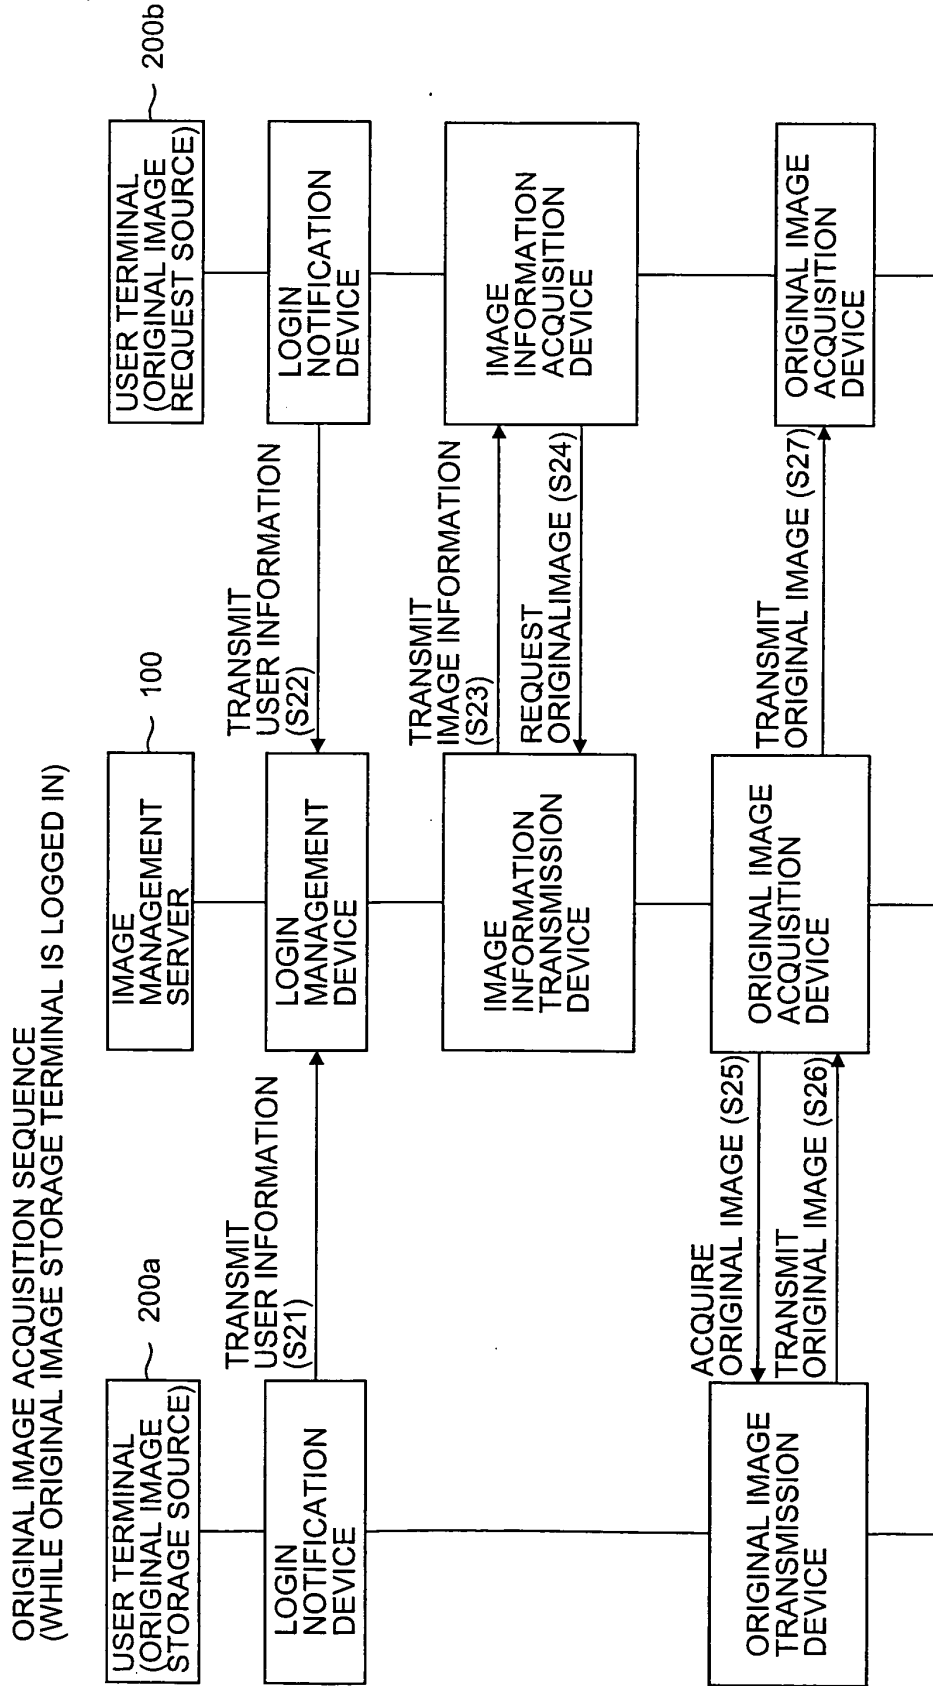 ORIGINAL IMAGE ACQUISITION SEQUENCE
(WHILE ORIGINAL IMAGE STORAGE TERMINAL IS LOGGED IN)
200a
USER TERMINAL
(ORIGINAL IMAGE
STORAGE SOURCE)
100
IMAGE
MANAGEMENT
SERVER
200b
USER TERMINAL
(ORIGINAL IMAGE
REQUEST SOURCE)
LOGIN
NOTIFICATION
DEVICE
TRANSMIT
USER INFORMATION
(S21)
LOGIN
MANAGEMENT
DEVICE
TRANSMIT
USER INFORMATION
(S22)
LOGIN
NOTIFICATION
DEVICE
IMAGE
INFORMATION
TRANSMISSION
DEVICE
TRANSMIT
IMAGE INFORMATION
(S23)
REQUEST
ORIGINALIMAGE (S24)
IMAGE
INFORMATION
ACQUISITION
DEVICE
ORIGINAL IMAGE
TRANSMISSION
DEVICE
ACQUIRE
ORIGINAL IMAGE (S25)
TRANSMIT
ORIGINAL IMAGE (S26)
ORIGINAL IMAGE
ACQUISITION
DEVICE
TRANSMIT
ORIGINAL IMAGE (S27)
ORIGINAL IMAGE
ACQUISITION
DEVICE